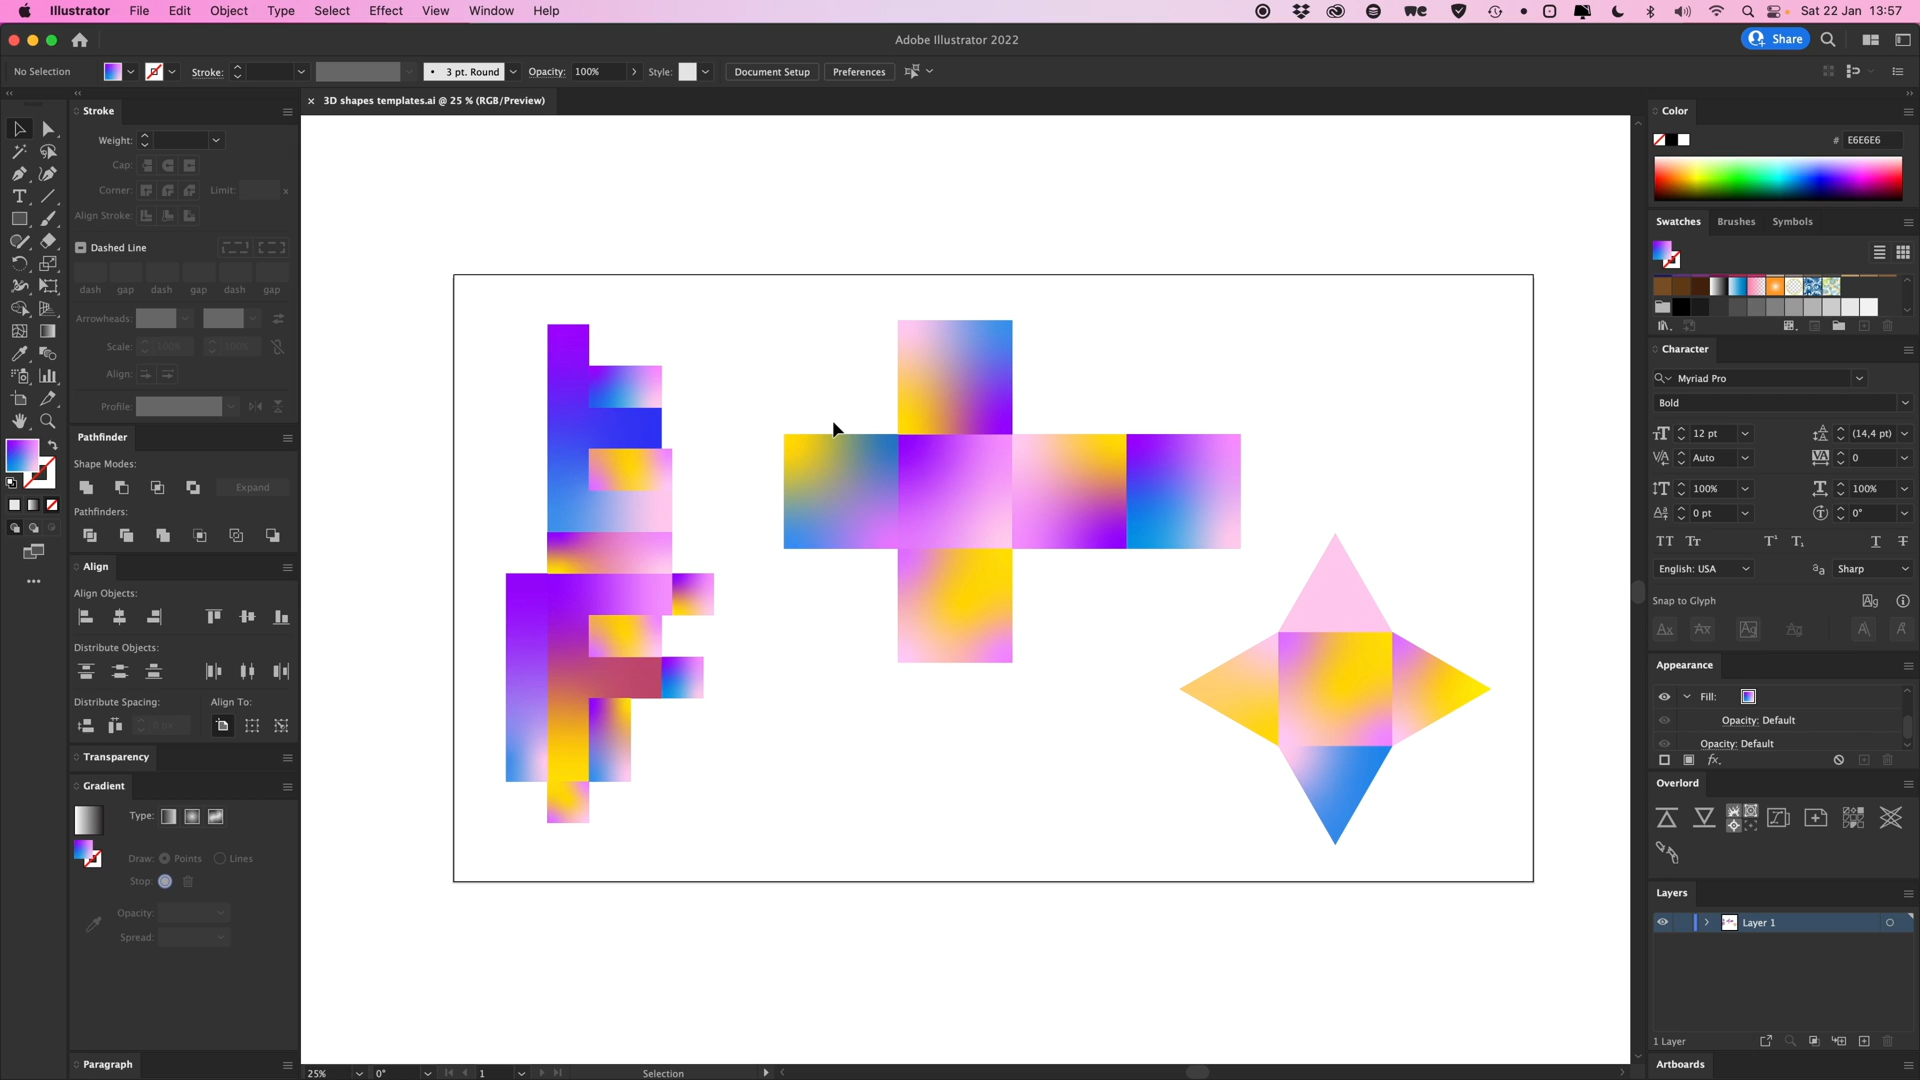 Illustrator File Edit Object Type Select Effect View Window Help
Sat 22 Jan 13:57
Adobe Illustrator 2022
Share
No Selection
Stroke:
3 pt. Round
Opacity: 100%
Style:
Document Setup
Preferences
3D shapes templates.ai @ 25 % (RGB/Preview)
Stroke
Weight:
Cap:
Corner:
Limit:
x
Align Stroke:
Dashed Line
dash gap dash gap dash gap
Arrowheads:
Scale: 100% 100%
Align:
Profile:
Pathfinder
Shape Modes:
Expand
Pathfinders:
Align
Align Objects:
Distribute Objects:
Distribute Spacing: Align To:
0 px
Transparency
Gradient
Type:
Draw: Points Lines
Stop:
Opacity:
Spread:
Paragraph
25% 0° 1 Selection
Color
# E6E6E6
Swatches Brushes Symbols
Character
Myriad Pro
Bold
12 pt (14,4 pt)
Auto 0
100% 100%
0 pt 0°
English: USA Sharp
Snap to Glyph
Appearance
Fill:
Opacity: Default
Opacity: Default
Overlord
Layers
Layer 1
1 Layer
Artboards